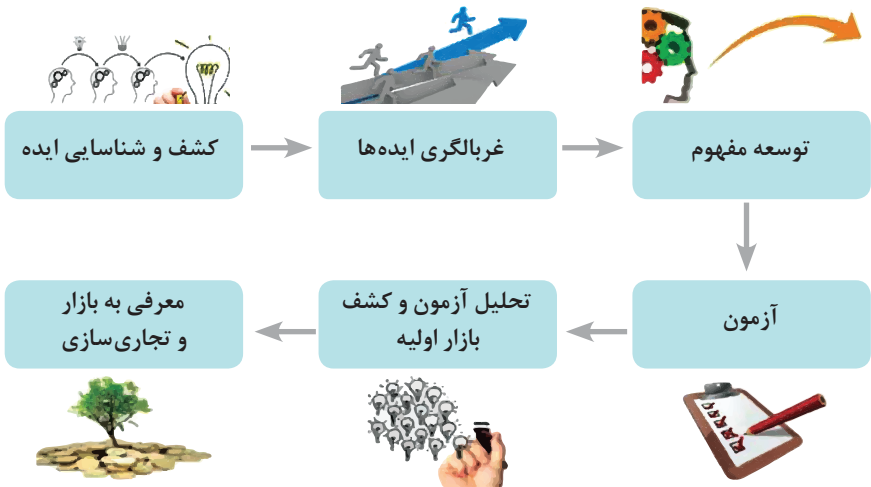 کشف و شناسایی ایده
غربالگری ایده‌ها
توسعه مفهوم
آزمون
تحلیل آزمون و کشف
بازار اولیه
معرفی به بازار
و تجاری‌سازی